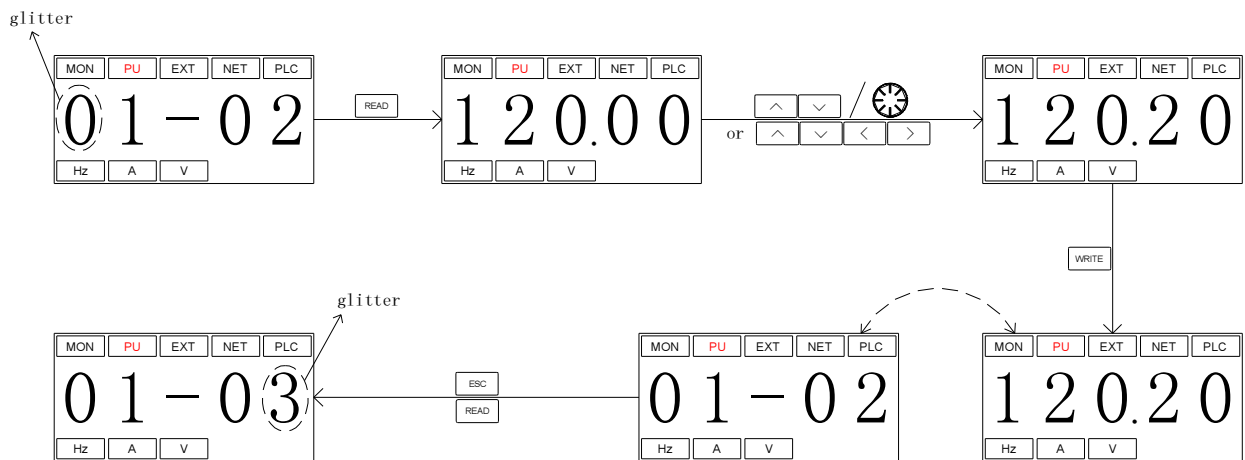 glitter
MON PU EXT NET PLC
01-02
Hz A V
READ
MON PU EXT NET PLC
120.00
Hz A V
or
MON PU EXT NET PLC
120.20
Hz A V
WRITE
MON PU EXT NET PLC
120.20
Hz A V
MON PU EXT NET PLC
01-02
Hz A V
ESC
READ
glitter
MON PU EXT NET PLC
01-03
Hz A V